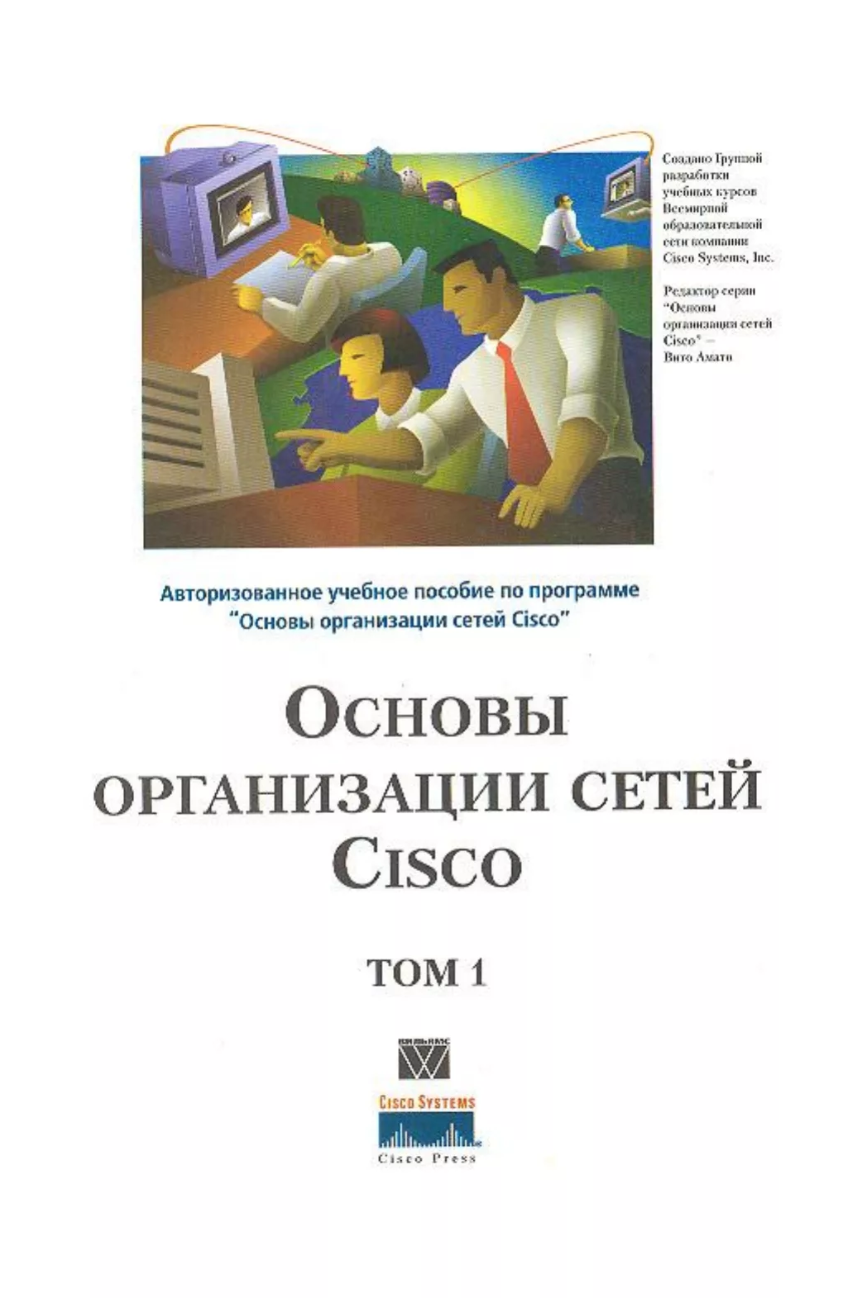 Создано Группой
разработки
учебных курсов
Всемирной
образовательной
сети компании
Cisco Systems, Inc.
Редактор серии
"Основы
организации сетей
Cisco" –
Вито Амато
Авторизованное учебное пособие по программе
"Основы организации сетей Cisco"
Основы
организации сетей
Cisco
ТОМ 1
ВИЛЬЯМС
W
Cisco Systems
Cisco Press